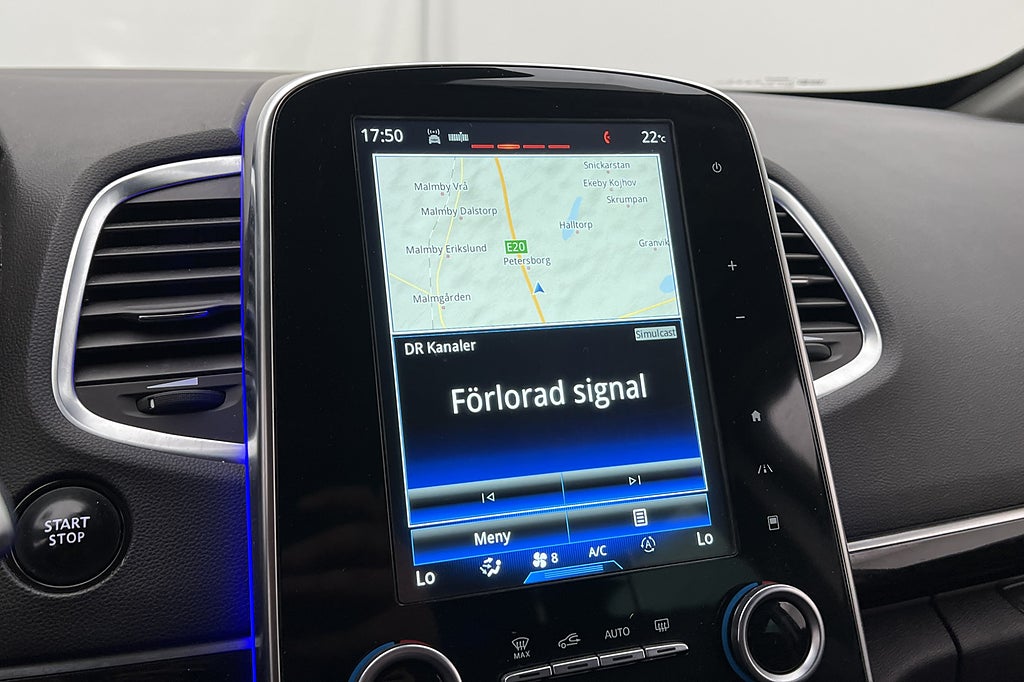 17:50
22°C
Snickarstan
Malmby Vrå
Ekeby Kojhov
Skrumpan
Malmby Dalstorp
Halltorp
E20
Granvik
Malmby Erikslund
Petersborg
Malmgården
Simulcast
DR Kanaler
Förlorad signal
START
STOP
Meny
Lo
8
A/C
A
Lo
MAX
AUTO